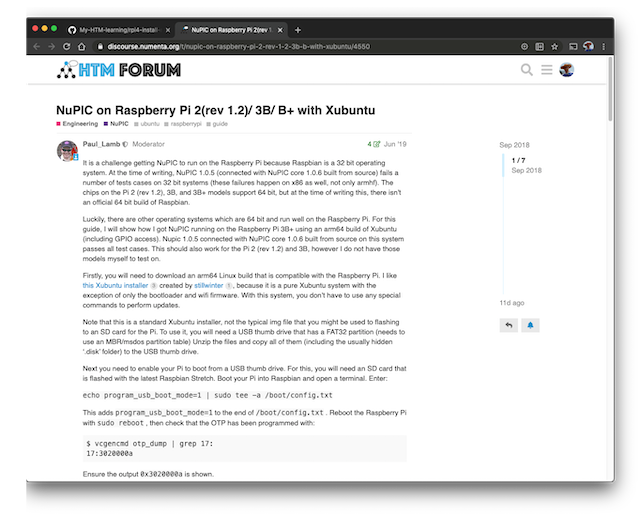 My-HTM-learning/rpi4-install-
NuPIC on Raspberry Pi 2(rev 1
discourse.numenta.org/t/nupic-on-raspberry-pi-2-rev-1-2-3b-b-with-xubuntu/4550
HTM FORUM
NuPIC on Raspberry Pi 2(rev 1.2)/ 3B/ B+ with Xubuntu
Engineering NuPIC ubuntu raspberrypi guide
Paul_Lamb Moderator
4 Jun '19
It is a challenge getting NuPIC to run on the Raspberry Pi because Raspbian is a 32 bit operating
system. At the time of writing, NuPIC 1.0.5 (connected with NuPIC core 1.0.6 built from source) fails a
number of tests cases on 32 bit systems (these failures happen on x86 as well, not only armhf). The
chips on the Pi 2 (rev 1.2), 3B, and 3B+ models support 64 bit, but at the time of writing this, there isn't
an official 64 bit build of Raspbian.
Luckily, there are other operating systems which are 64 bit and run well on the Raspberry Pi. For this
guide, I will show how I got NuPIC running on the Raspberry Pi 3B+ using an arm64 build of Xubuntu
(including GPIO access). Nupic 1.0.5 connected with NuPIC core 1.0.6 built from source on this system
passes all test cases. This should also work for the Pi 2 (rev 1.2) and 3B, however I do not have those
models myself to test on.
Firstly, you will need to download an arm64 Linux build that is compatible with the Raspberry Pi. I like
this Xubuntu installer created by stillwinter 1, because it is a pure Xubuntu system with the
exception of only the bootloader and wifi firmware. With this system, you don't have to use any special
commands to perform updates.
Note that this is a standard Xubuntu installer, not the typical img file that you might be used to flashing
to an SD card for the Pi. To use it, you will need a USB thumb drive that has a FAT32 partition (needs to
use an MBR/msdos partition table) Unzip the files and copy all of them (including the usually hidden
'.disk' folder) to the USB thumb drive.
Next you need to enable your Pi to boot from a USB thumb drive. For this, you will need an SD card that
is flashed with the latest Raspbian Stretch. Boot your Pi into Raspbian and open a terminal. Enter:
echo program_usb_boot_mode=1 | sudo tee -a /boot/config.txt
This adds program_usb_boot_mode=1 to the end of /boot/config.txt . Reboot the Raspberry Pi
with sudo reboot , then check that the OTP has been programmed with:
$ vcgencmd otp_dump | grep 17:
17:3020000a
Ensure the output 0x3020000a is shown.
Sep 2018
1 / 7
Sep 2018
11d ago